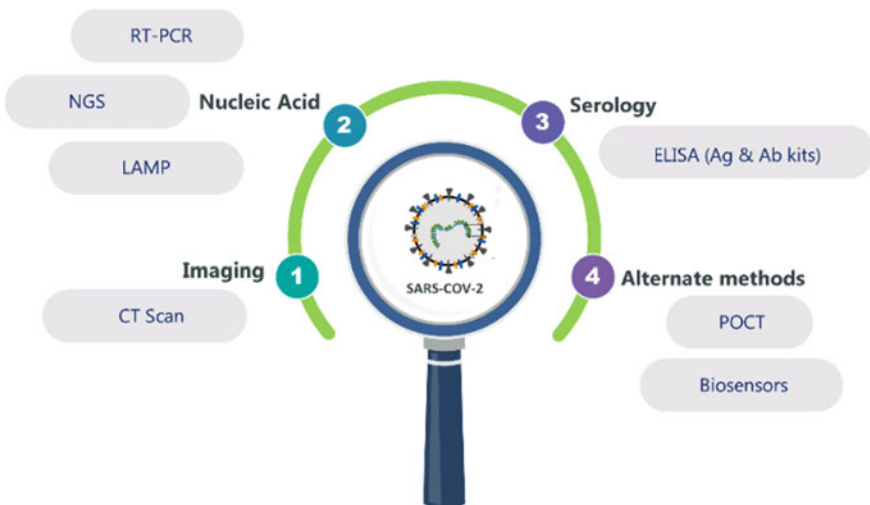 RT-PCR
NGS
Nucleic Acid
2
LAMP
Imaging
1
CT Scan
SARS-COV-2
3
Serology
ELISA (Ag & Ab kits)
4
Alternate methods
POCT
Biosensors